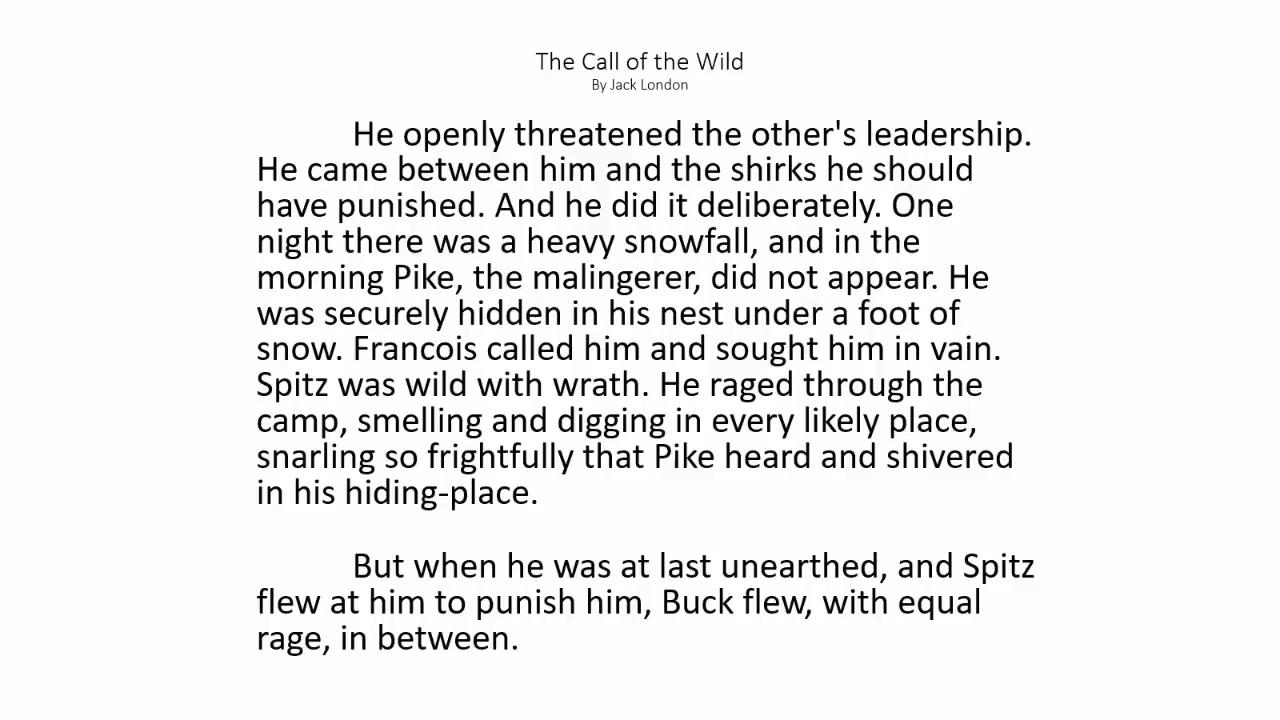 The Call of the Wild
By Jack London
He openly threatened the other's leadership.
He came between him and the shirks he should
have punished. And he did it deliberately. One
night there was a heavy snowfall, and in the
morning Pike, the malingerer, did not appear. He
was securely hidden in his nest under a foot of
snow. Francois called him and sought him in vain.
Spitz was wild with wrath. He raged through the
camp, smelling and digging in every likely place,
snarling so frightfully that Pike heard and shivered
in his hiding-place.
But when he was at last unearthed, and Spitz
flew at him to punish him, Buck flew, with equal
rage, in between.